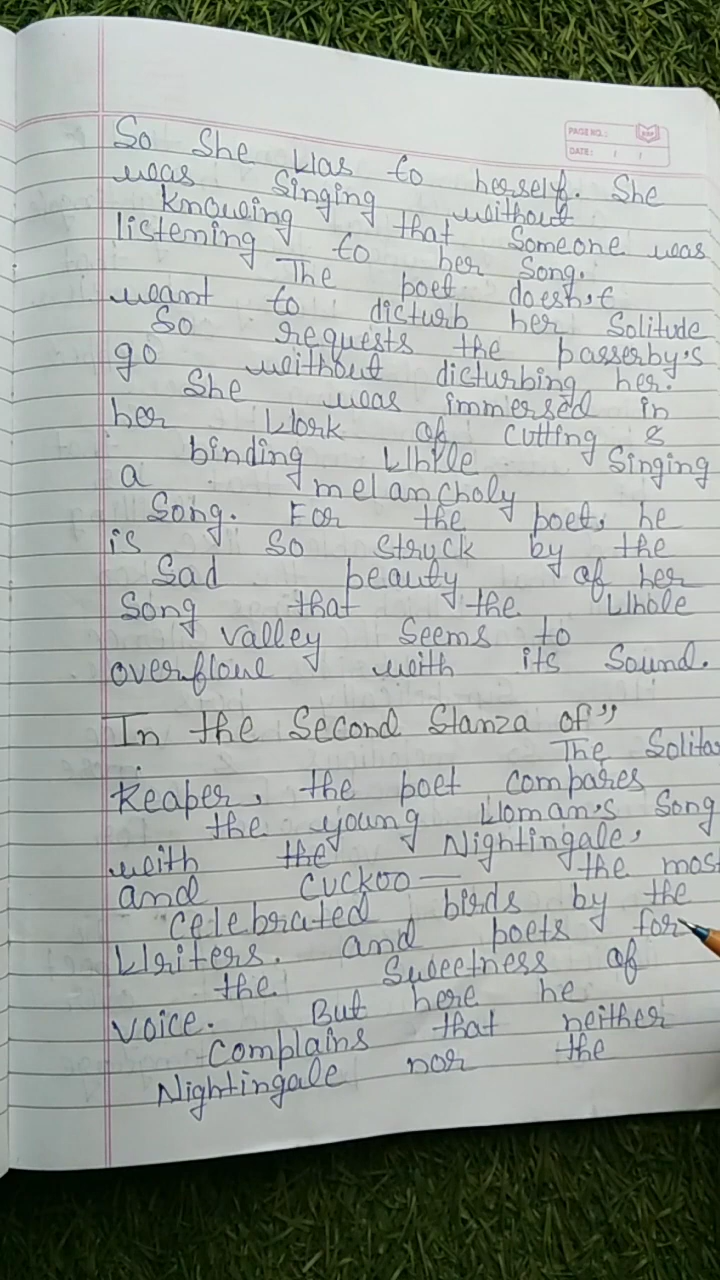 PAGE NO.:
DATE: / /
So She was to herself. She
was Singing without
knowing that Someone was
listening to her Song.
The poet doesn't
want to disturb her Solitude
So requests the passerby's
go without disturbing her.
She was immersed in
her work of cutting &
binding while Singing
a melancholy
Song. For the poet, he
is so struck by the
Sad beauty of her
Song that the whole
valley Seems to
overflow with its Sound.
In the Second Stanza of"
The Solitar
Reaper, the poet compares
the young woman's Song
with the Nightingale,
and Cuckoo — the most
celebrated birds by the
writers. and poets for
the Sweetness of
voice. But here he
complains that neither
Nightingale nor the